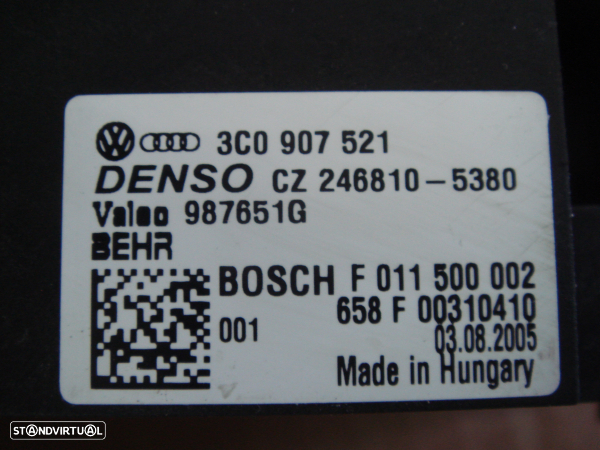 3C0 907 521
DENSO CZ 246810-5380
Valeo 987651G
BEHR
BOSCH F 011 500 002
658 F 00310410
001
03.08.2005
Made in Hungary
STANDVIRTUAL